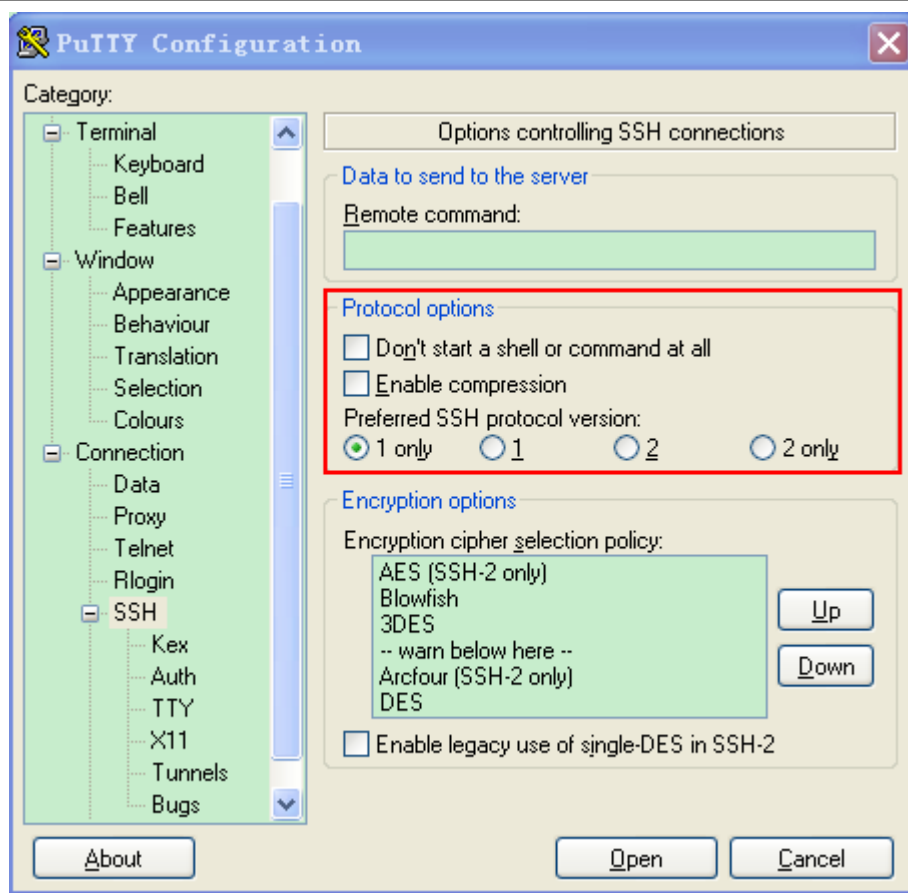 PuTTY Configuration
Category:
Terminal
Keyboard
Bell
Features
Window
Appearance
Behaviour
Translation
Selection
Colours
Connection
Data
Proxy
Telnet
Rlogin
SSH
Kex
Auth
TTY
X11
Tunnels
Bugs
Options controlling SSH connections
Data to send to the server
Remote command:
Protocol options
Don't start a shell or command at all
Enable compression
Preferred SSH protocol version:
1 only 1 2 2 only
Encryption options
Encryption cipher selection policy:
AES (SSH-2 only)
Blowfish
3DES
-- warn below here --
Arcfour (SSH-2 only)
DES
Up
Down
Enable legacy use of single-DES in SSH-2
About Open Cancel